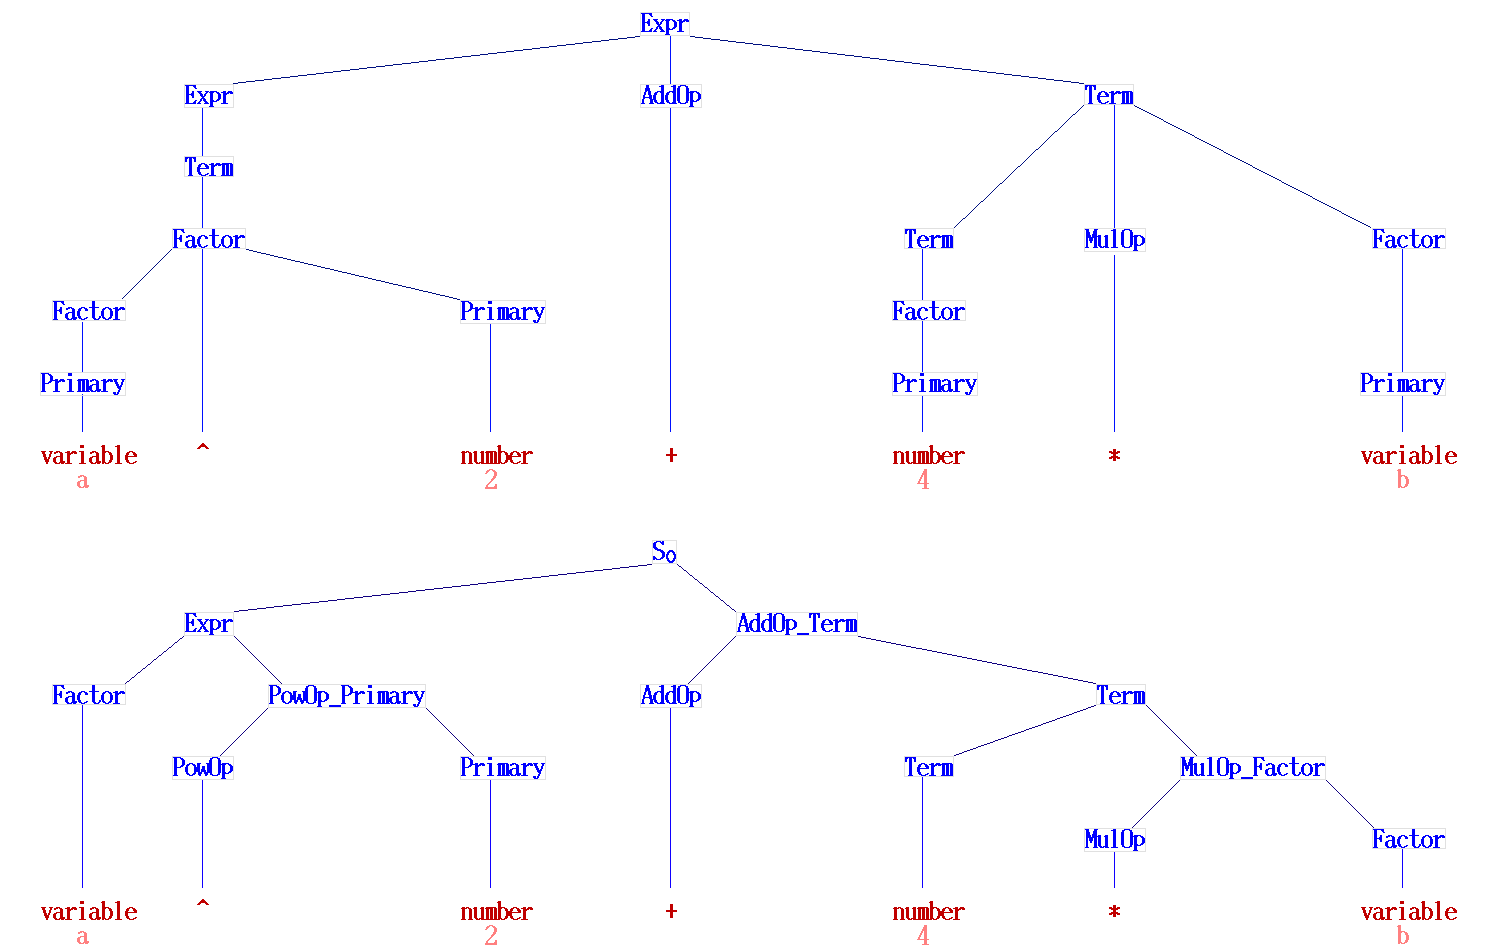 Expr
Expr AddOp Term
Term
Factor Term MulOp Factor
Factor Primary Factor
Primary Primary Primary
variable ^ number + number * variable
a 2 4 b
S₀
Expr AddOp_Term
Factor PowOp_Primary AddOp Term
PowOp Primary Term MulOp_Factor
MulOp Factor
variable ^ number + number * variable
a 2 4 b